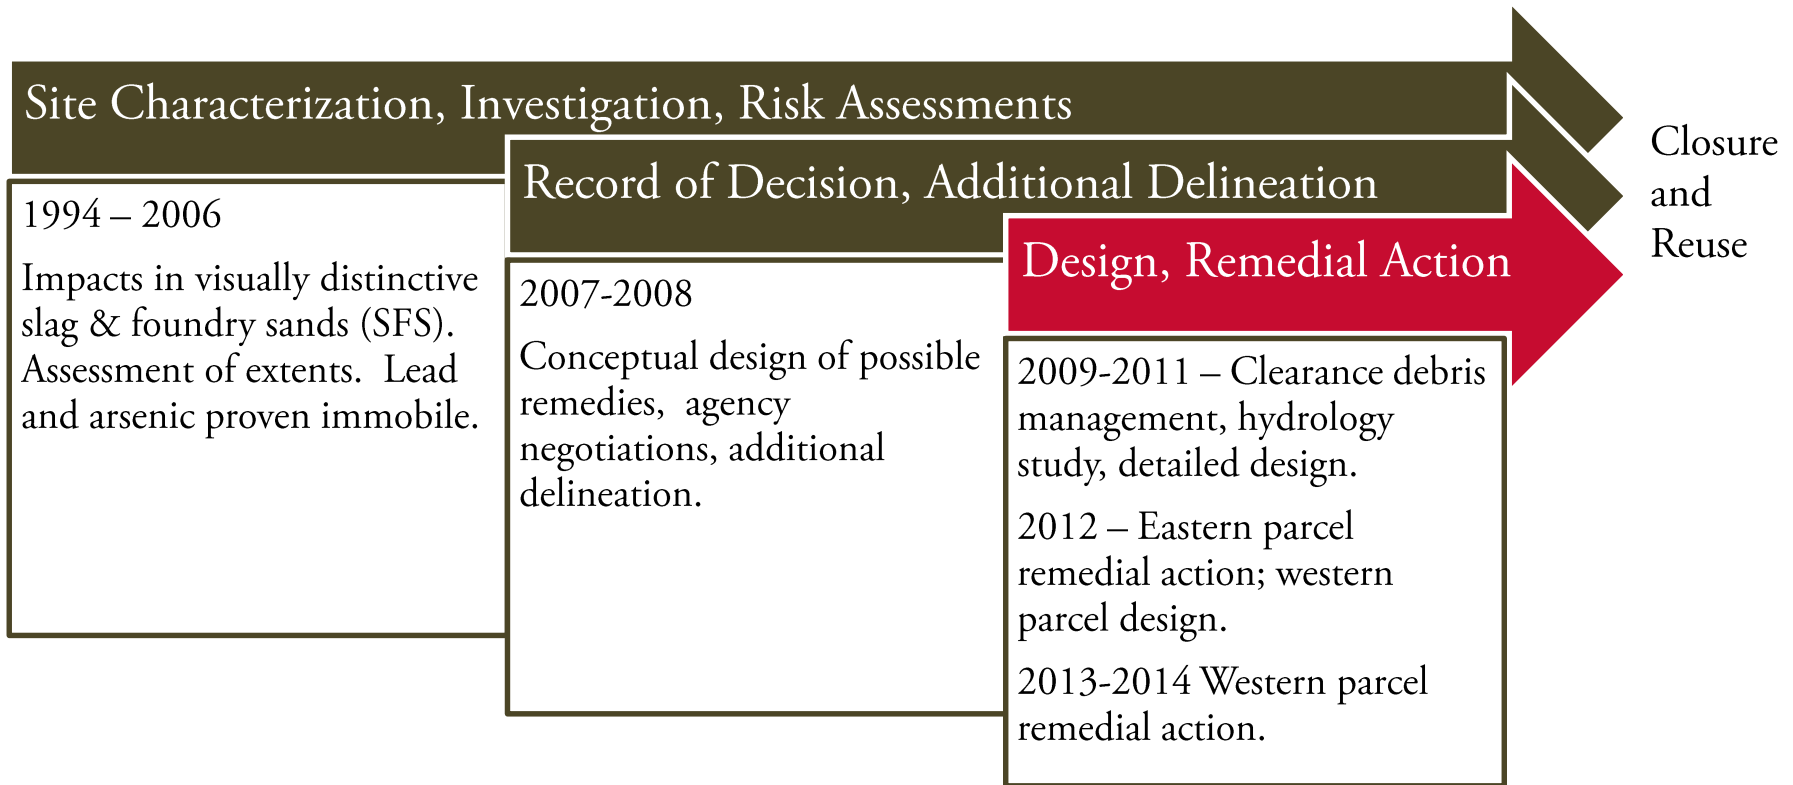 Site Characterization, Investigation, Risk Assessments
1994 – 2006
Impacts in visually distinctive
slag & foundry sands (SFS).
Assessment of extents.  Lead
and arsenic proven immobile.
Record of Decision, Additional Delineation
2007-2008
Conceptual design of possible
remedies,  agency
negotiations, additional
delineation.
Design, Remedial Action
2009-2011 – Clearance debris
management, hydrology
study, detailed design.
2012 – Eastern parcel
remedial action; western
parcel design.
2013-2014 Western parcel
remedial action.
Closure
and
Reuse